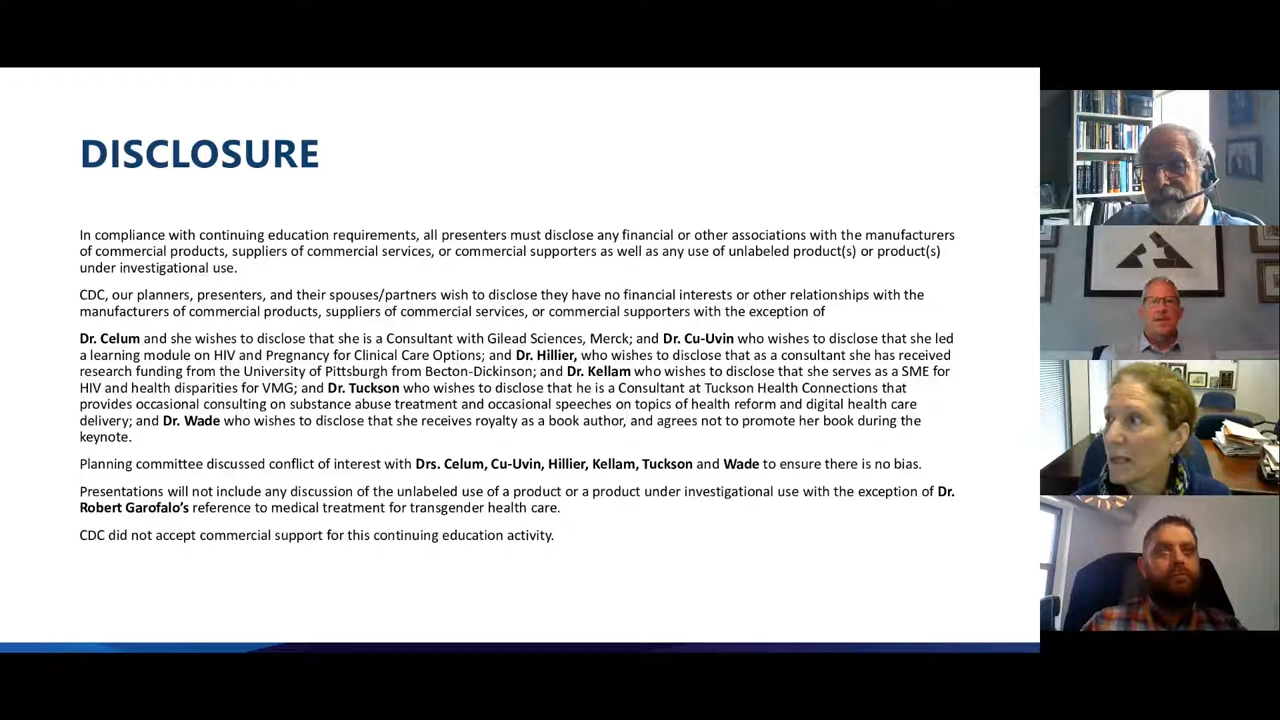 DISCLOSURE
In compliance with continuing education requirements, all presenters must disclose any financial or other associations with the manufacturers
of commercial products, suppliers of commercial services, or commercial supporters as well as any use of unlabeled product(s) or product(s)
under investigational use.
CDC, our planners, presenters, and their spouses/partners wish to disclose they have no financial interests or other relationships with the
manufacturers of commercial products, suppliers of commercial services, or commercial supporters with the exception of
Dr. Celum and she wishes to disclose that she is a Consultant with Gilead Sciences, Merck; and Dr. Cu-Uvin who wishes to disclose that she led
a learning module on HIV and Pregnancy for Clinical Care Options; and Dr. Hillier, who wishes to disclose that as a consultant she has received
research funding from the University of Pittsburgh from Becton-Dickinson; and Dr. Kellam who wishes to disclose that she serves as a SME for
HIV and health disparities for VMG; and Dr. Tuckson who wishes to disclose that he is a Consultant at Tuckson Health Connections that
provides occasional consulting on substance abuse treatment and occasional speeches on topics of health reform and digital health care
delivery; and Dr. Wade who wishes to disclose that she receives royalty as a book author, and agrees not to promote her book during the
keynote.
Planning committee discussed conflict of interest with Drs. Celum, Cu-Uvin, Hillier, Kellam, Tuckson and Wade to ensure there is no bias.
Presentations will not include any discussion of the unlabeled use of a product or a product under investigational use with the exception of Dr.
Robert Garofalo's reference to medical treatment for transgender health care.
CDC did not accept commercial support for this continuing education activity.